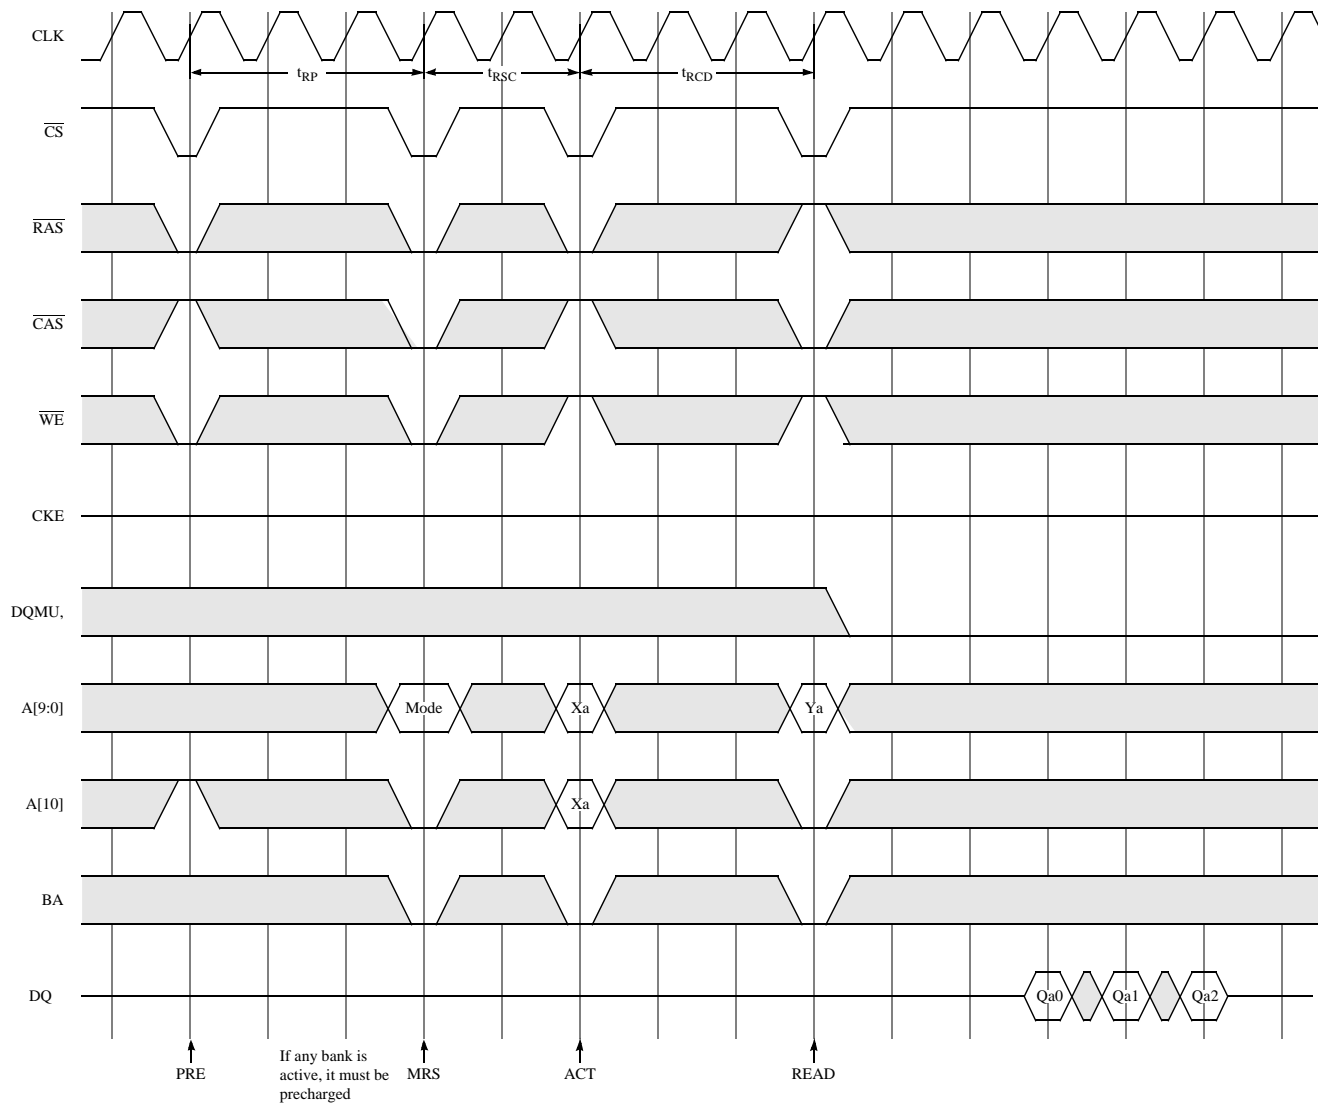 CLK
tRP
tRSC
tRCD
CS
RAS
CAS
WE
CKE
DQMU,
A[9:0]
Mode
Xa
Ya
A[10]
Xa
BA
DQ
Qa0
Qa1
Qa2
PRE
If any bank is
active, it must be
precharged
MRS
ACT
READ